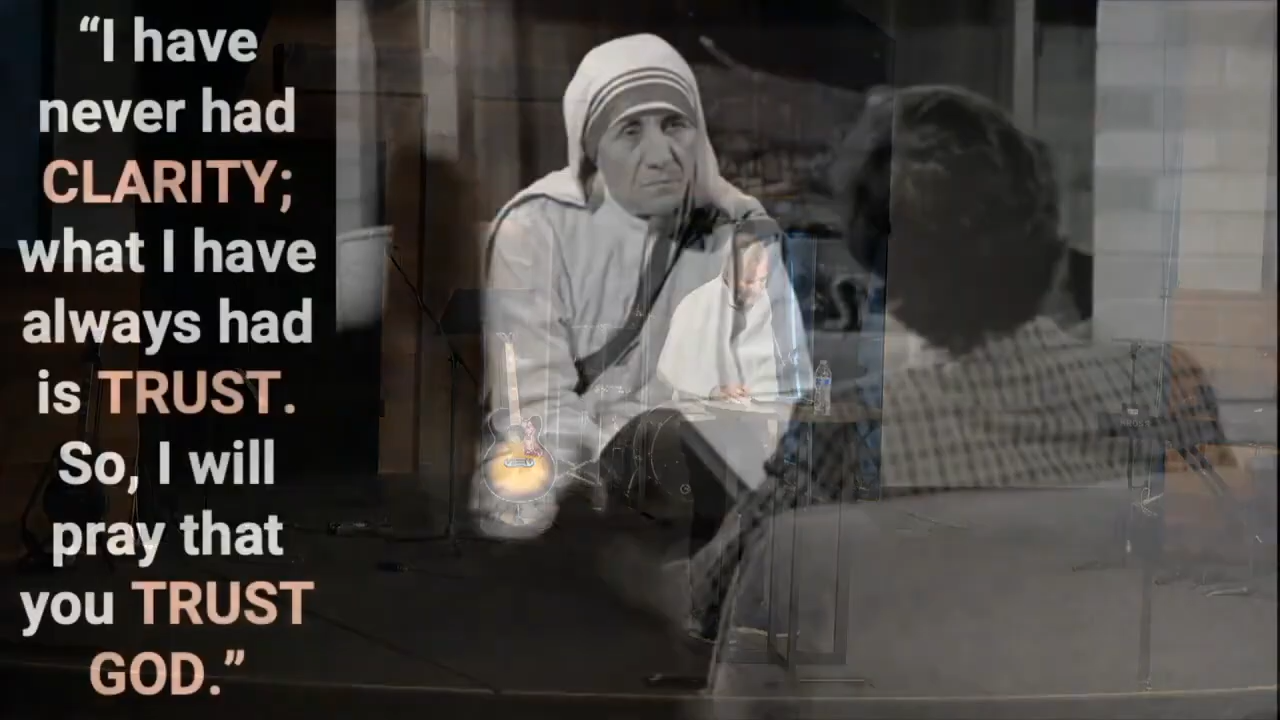 “I have
never had
CLARITY;
what I have
always had
is TRUST.
So, I will
pray that
you TRUST
GOD.”